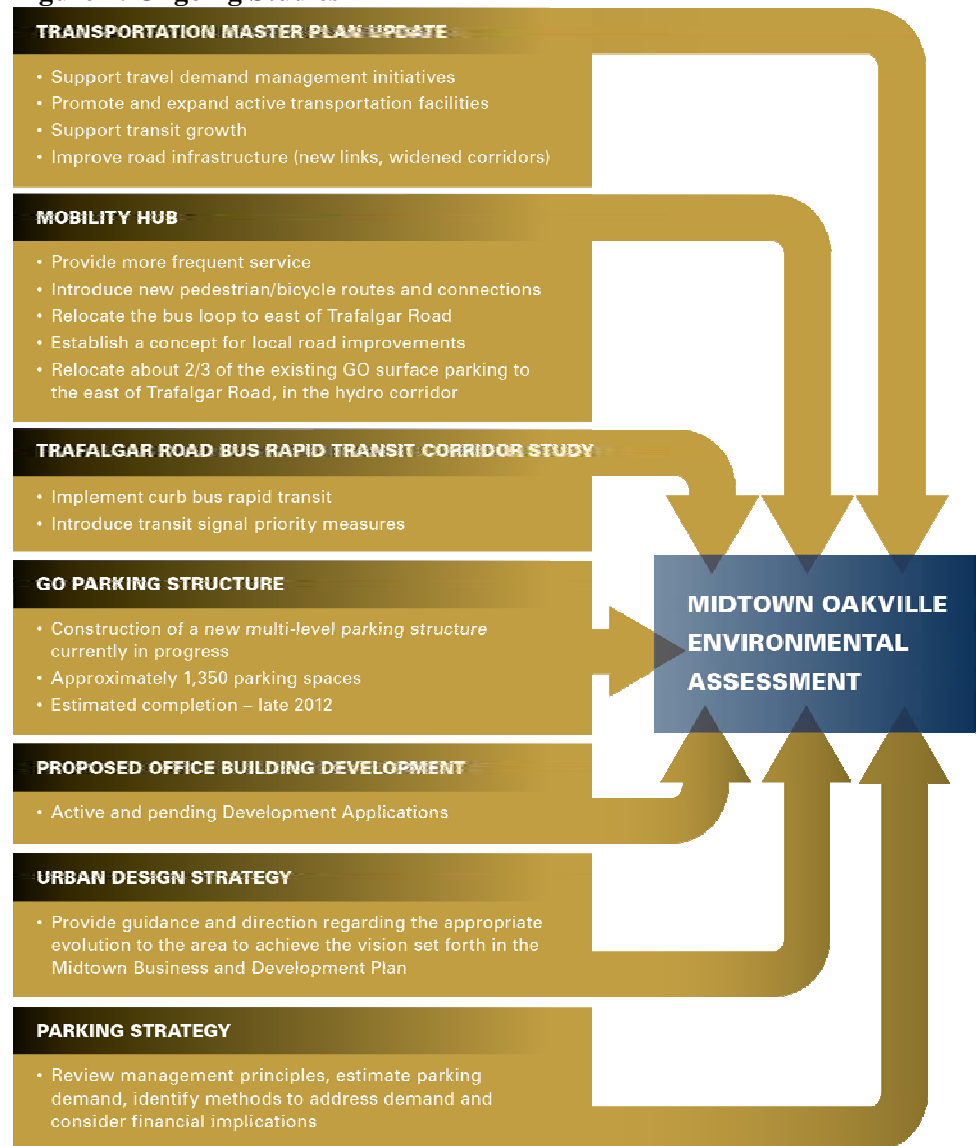 TRANSPORTATION MASTER PLAN UPDATE
• Support travel demand management initiatives
• Promote and expand active transportation facilities
• Support transit growth
• Improve road infrastructure (new links, widened corridors)
MOBILITY HUB
• Provide more frequent service
• Introduce new pedestrian/bicycle routes and connections
• Relocate the bus loop to east of Trafalgar Road
• Establish a concept for local road improvements
• Relocate about 2/3 of the existing GO surface parking to
the east of Trafalgar Road, in the hydro corridor
TRAFALGAR ROAD BUS RAPID TRANSIT CORRIDOR STUDY
• Implement curb bus rapid transit
• Introduce transit signal priority measures
GO PARKING STRUCTURE
• Construction of a new multi-level parking structure
currently in progress
• Approximately 1,350 parking spaces
• Estimated completion – late 2012
PROPOSED OFFICE BUILDING DEVELOPMENT
• Active and pending Development Applications
URBAN DESIGN STRATEGY
• Provide guidance and direction regarding the appropriate
evolution to the area to achieve the vision set forth in the
Midtown Business and Development Plan
PARKING STRATEGY
• Review management principles, estimate parking
demand, identify methods to address demand and
consider financial implications
MIDTOWN OAKVILLE
ENVIRONMENTAL
ASSESSMENT